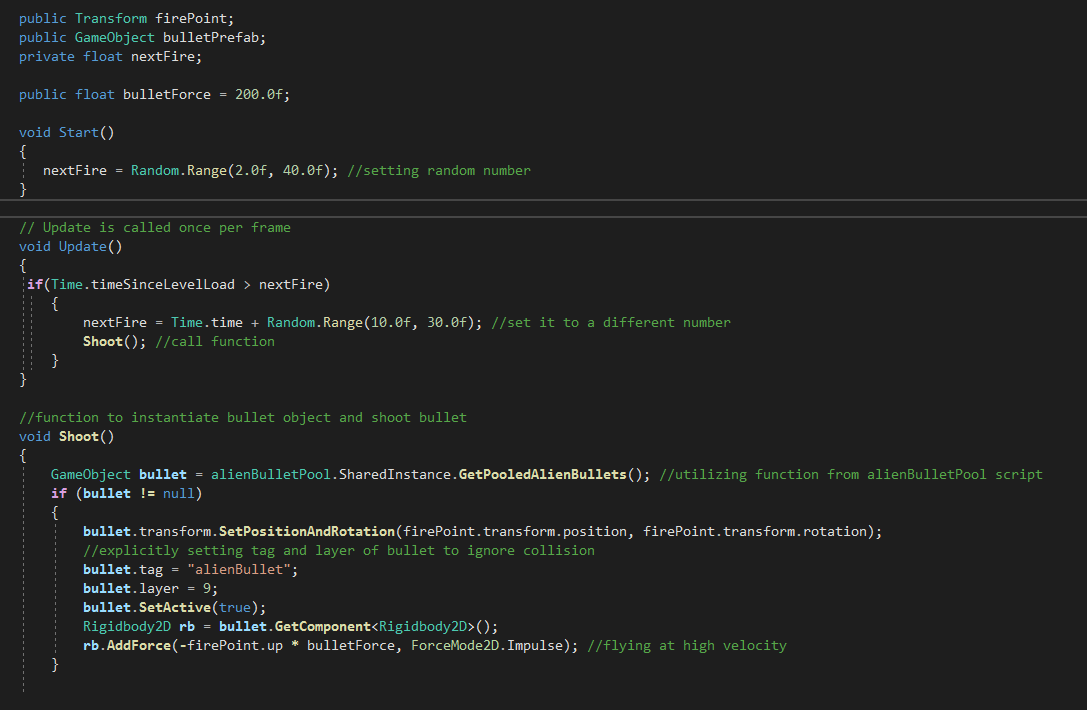 public Transform firePoint;
public GameObject bulletPrefab;
private float nextFire;
public float bulletForce = 200.0f;
void Start()
{
nextFire = Random.Range(2.0f, 40.0f); //setting random number
}
// Update is called once per frame
void Update()
{
if(Time.timeSinceLevelLoad > nextFire)
{
nextFire = Time.time + Random.Range(10.0f, 30.0f); //set it to a different number
Shoot(); //call function
}
}
//function to instantiate bullet object and shoot bullet
void Shoot()
{
GameObject bullet = alienBulletPool.SharedInstance.GetPooledAlienBullets(); //utilizing function from alienBulletPool script
if (bullet != null)
{
bullet.transform.SetPositionAndRotation(firePoint.transform.position, firePoint.transform.rotation);
//explicitly setting tag and layer of bullet to ignore collision
bullet.tag = "alienBullet";
bullet.layer = 9;
bullet.SetActive(true);
Rigidbody2D rb = bullet.GetComponent<Rigidbody2D>();
rb.AddForce(-firePoint.up * bulletForce, ForceMode2D.Impulse); //flying at high velocity
}